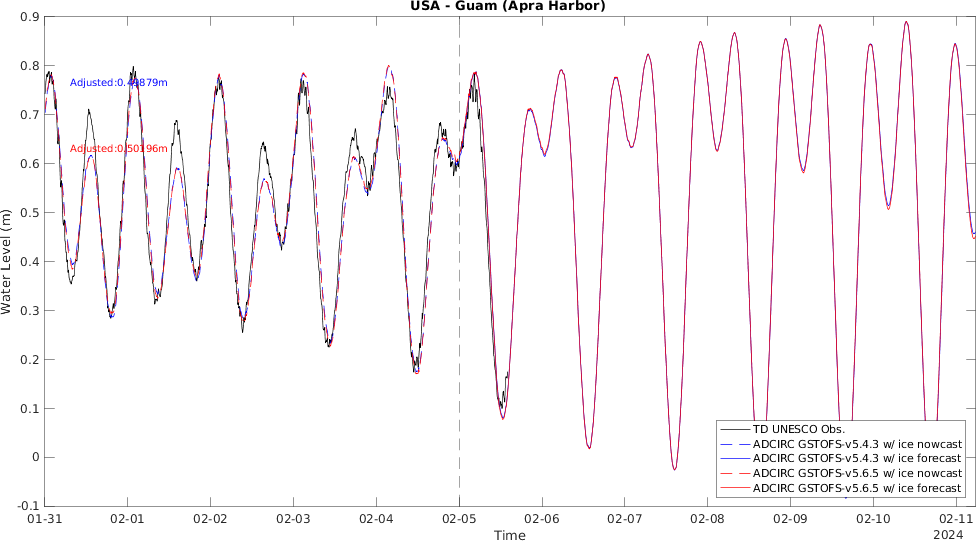 USA - Guam (Apra Harbor)
0.9
0.8
0.7
0.6
0.5
0.4
0.3
0.2
0.1
0
-0.1
Water Level (m)
Adjusted:0.49879m
Adjusted:0.50196m
TD UNESCO Obs.
ADCIRC GSTOFS-v5.4.3 w/ ice nowcast
ADCIRC GSTOFS-v5.4.3 w/ ice forecast
ADCIRC GSTOFS-v5.6.5 w/ ice nowcast
ADCIRC GSTOFS-v5.6.5 w/ ice forecast
01-31 02-01 02-02 02-03 02-04 02-05 02-06 02-07 02-08 02-09 02-10 02-11
Time
2024